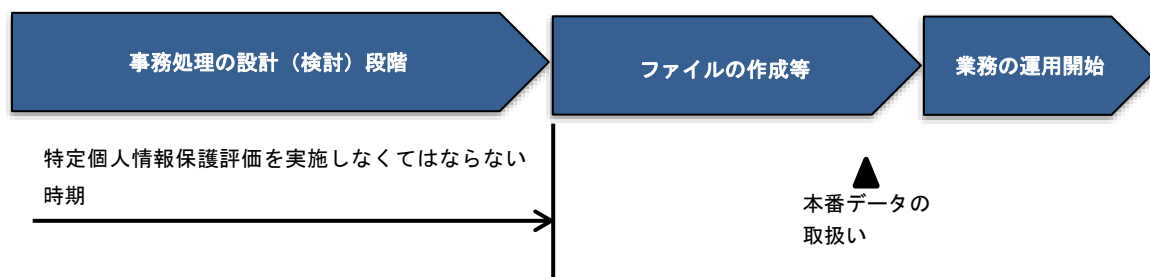 事務処理の設計（検討）段階
ファイルの作成等
業務の運用開始
特定個人情報保護評価を実施しなくてはならない
時期
本番データの
取扱い